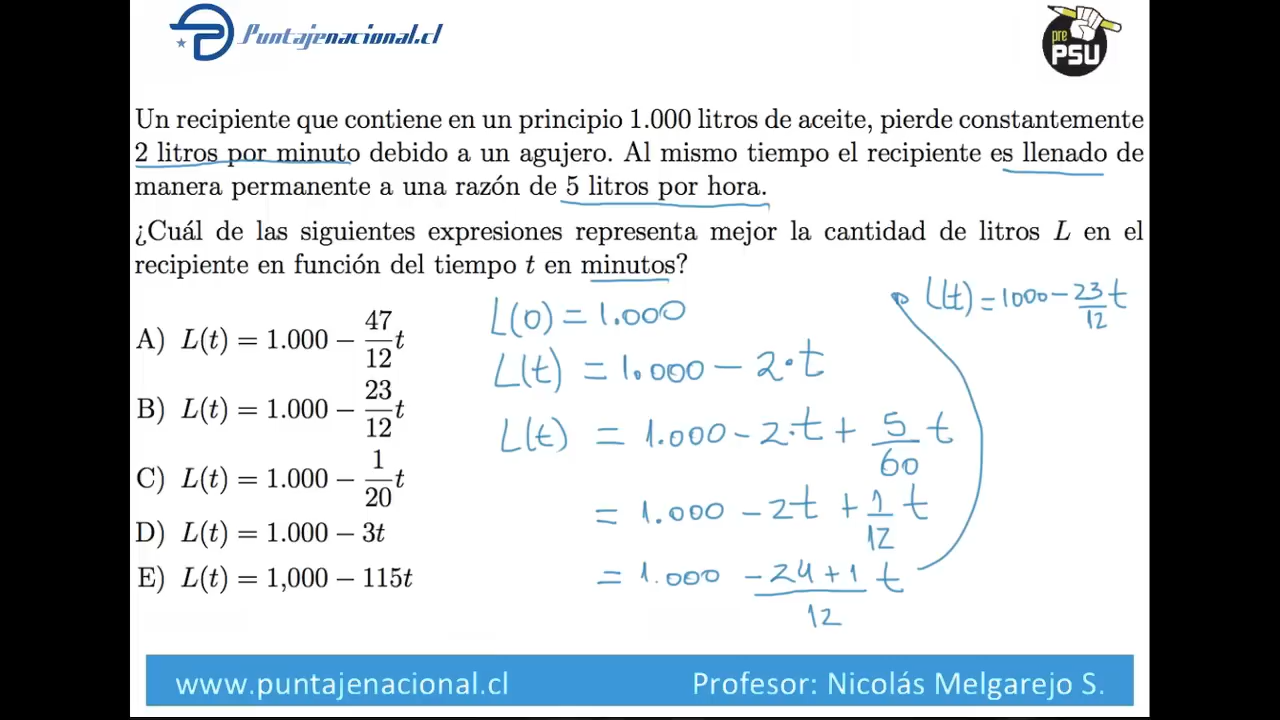 Puntajenacional.cl
pre
PSU
Un recipiente que contiene en un principio 1.000 litros de aceite, pierde constantemente
2 litros por minuto debido a un agujero. Al mismo tiempo el recipiente es llenado de
manera permanente a una razón de 5 litros por hora.
¿Cuál de las siguientes expresiones representa mejor la cantidad de litros L en el
recipiente en función del tiempo t en minutos?
A) L(t) = 1.000 − 47/12 t
B) L(t) = 1.000 − 23/12 t
C) L(t) = 1.000 − 1/20 t
D) L(t) = 1.000 − 3t
E) L(t) = 1,000 − 115t
L(0) = 1.000
L(t) = 1.000 − 2·t
L(t) = 1.000 − 2·t + 5/60 t
= 1.000 − 2t + 1/12 t
= 1.000 −24+1/12 t
L(t) = 1000 − 23/12 t
www.puntajenacional.cl
Profesor: Nicolás Melgarejo S.